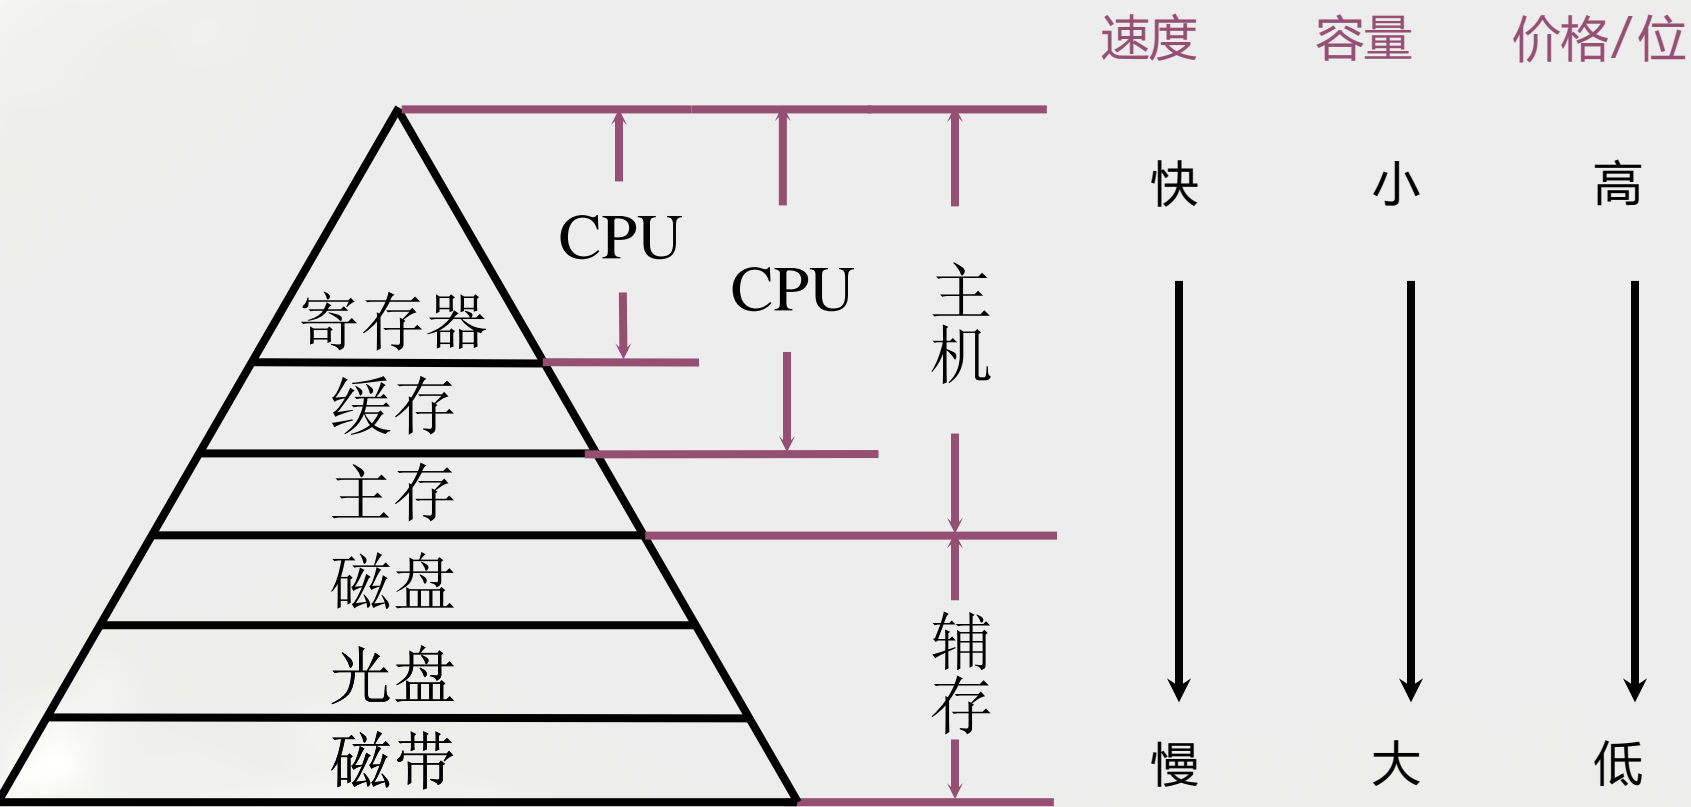 速度 容量 价格/位
快 小 高
CPU
CPU
主机
寄存器
缓存
主存
磁盘
光盘
磁带
辅存
慢 大 低